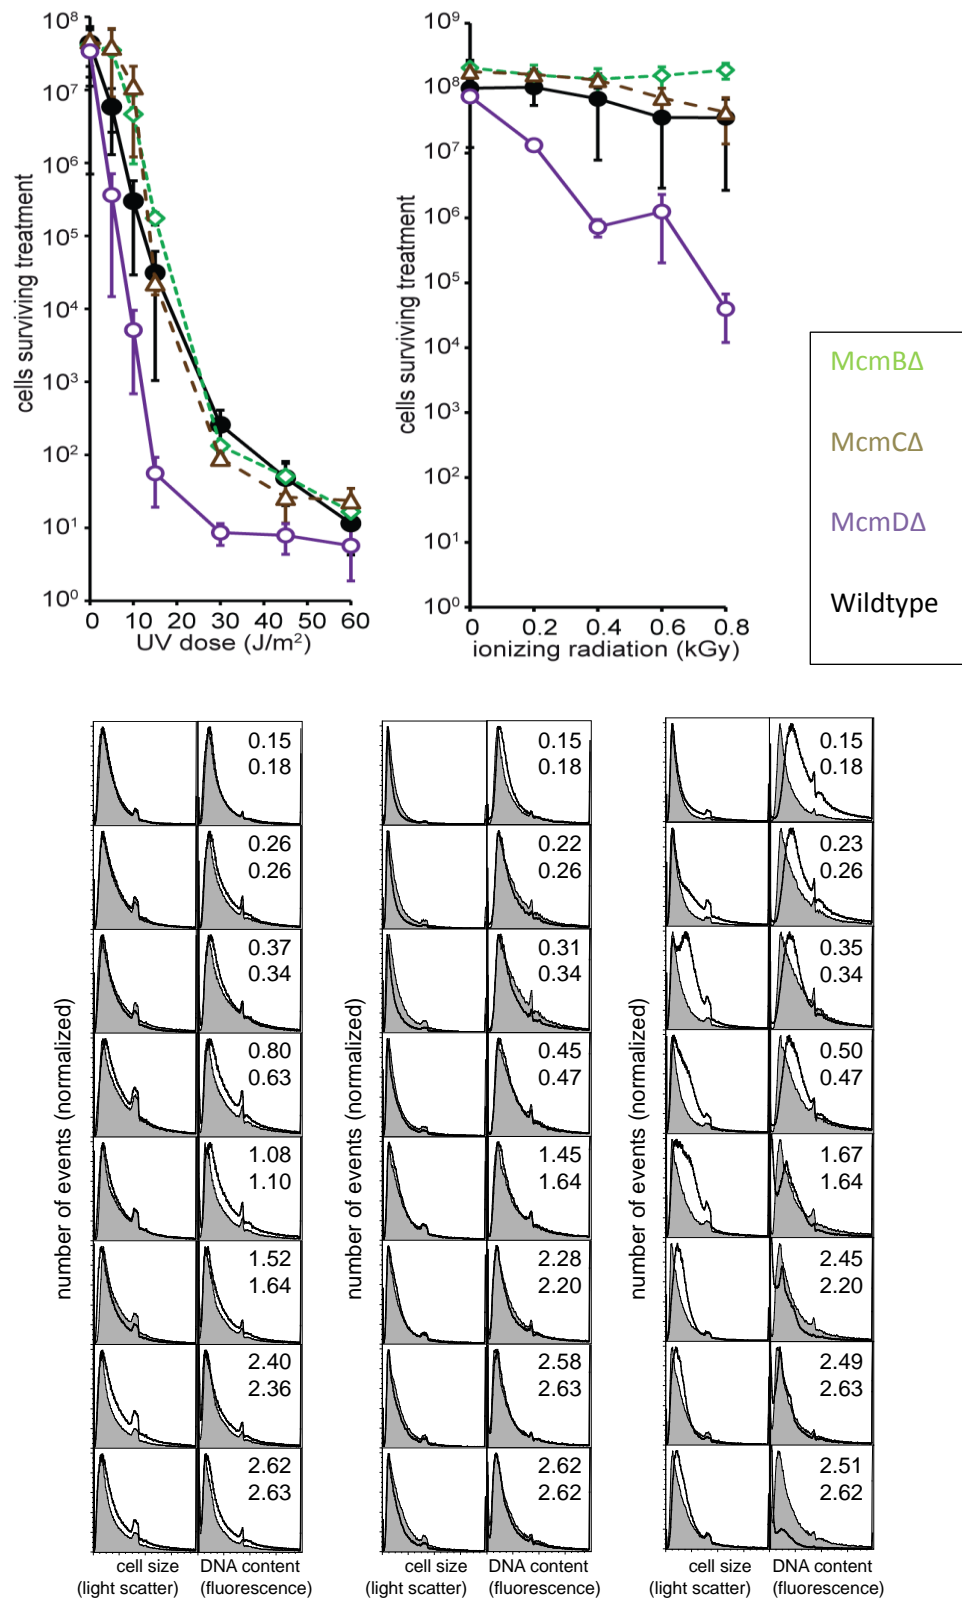 10⁸
10⁷
10⁶
10⁵
10⁴
10³
10²
10¹
10⁰
cells surviving treatment
0 10 20 30 40 50 60
UV dose (J/m²)
10⁹
10⁸
10⁷
10⁶
10⁵
10⁴
10³
10²
10¹
10⁰
cells surviving treatment
0 0.2 0.4 0.6 0.8
ionizing radiation (kGy)
McmBΔ
McmCΔ
McmDΔ
Wildtype
number of events (normalized)
0.15
0.18
0.26
0.26
0.37
0.34
0.80
0.63
1.08
1.10
1.52
1.64
2.40
2.36
2.62
2.63
cell size
(light scatter)
DNA content
(fluorescence)
number of events (normalized)
0.15
0.18
0.22
0.26
0.31
0.34
0.45
0.47
1.45
1.64
2.28
2.20
2.58
2.63
2.62
2.62
cell size
(light scatter)
DNA content
(fluorescence)
number of events (normalized)
0.15
0.18
0.23
0.26
0.35
0.34
0.50
0.47
1.67
1.64
2.45
2.20
2.49
2.63
2.51
2.62
cell size
(light scatter)
DNA content
(fluorescence)